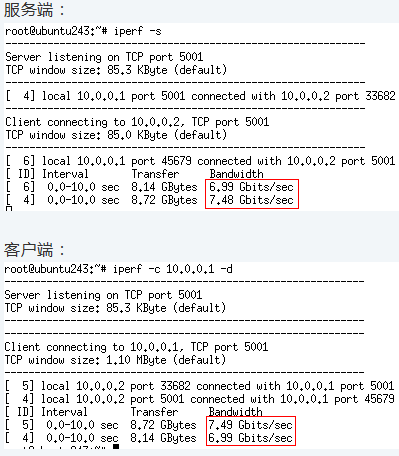 服务端：
root@ubuntu243:~# iperf -s
------------------------------------------------------------
Server listening on TCP port 5001
TCP window size: 85.3 KByte (default)
------------------------------------------------------------
[  4] local 10.0.0.1 port 5001 connected with 10.0.0.2 port 33682
------------------------------------------------------------
Client connecting to 10.0.0.2, TCP port 5001
TCP window size: 85.0 KByte (default)
------------------------------------------------------------
[  6] local 10.0.0.1 port 45679 connected with 10.0.0.2 port 5001
[ ID] Interval       Transfer     Bandwidth
[  6]  0.0-10.0 sec  8.14 GBytes  6.99 Gbits/sec
[  4]  0.0-10.0 sec  8.72 GBytes  7.48 Gbits/sec
客户端：
root@ubuntu243:~# iperf -c 10.0.0.1 -d
------------------------------------------------------------
Server listening on TCP port 5001
TCP window size: 85.3 KByte (default)
------------------------------------------------------------
------------------------------------------------------------
Client connecting to 10.0.0.1, TCP port 5001
TCP window size: 1.10 MByte (default)
------------------------------------------------------------
[  5] local 10.0.0.2 port 33682 connected with 10.0.0.1 port 5001
[  4] local 10.0.0.2 port 5001 connected with 10.0.0.1 port 45679
[ ID] Interval       Transfer     Bandwidth
[  5]  0.0-10.0 sec  8.72 GBytes  7.49 Gbits/sec
[  4]  0.0-10.0 sec  8.14 GBytes  6.99 Gbits/sec